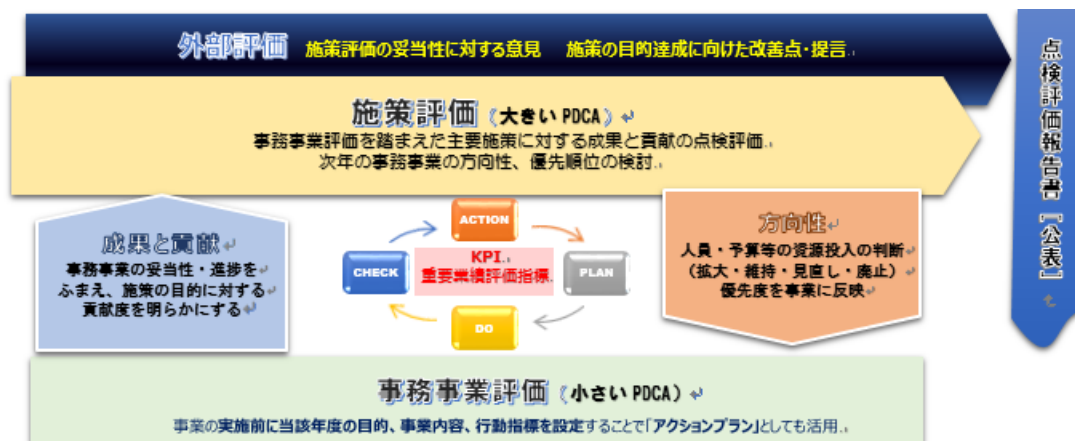 外部評価 施策評価の妥当性に対する意見 施策の目的達成に向けた改善点・提言
施策評価（大きいPDCA）
事務事業評価を踏まえた主要施策に対する成果と貢献の点検評価
次年の事務事業の方向性、優先順位の検討
成果と貢献
事務事業の妥当性・進捗を
ふまえ、施策の目的に対する
貢献度を明らかにする
ACTION
CHECK
KPI
重要業績評価指標
PLAN
DO
方向性
人員・予算等の資源投入の判断
（拡大・維持・見直し・廃止）
優先度を事業に反映
事務事業評価（小さいPDCA）
事業の実施前に当該年度の目的、事業内容、行動指標を設定することで「アクションプラン」としても活用
点検評価報告書【公表】